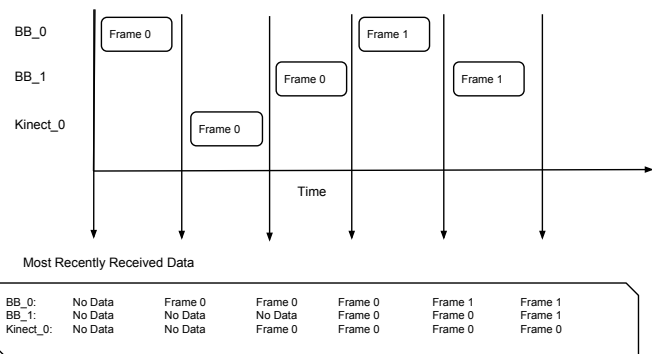 BB_0 Frame 0 Frame 1
BB_1 Frame 0 Frame 1
Kinect_0 Frame 0
Time
Most Recently Received Data
BB_0: No Data Frame 0 Frame 0 Frame 0 Frame 1 Frame 1
BB_1: No Data No Data No Data Frame 0 Frame 0 Frame 1
Kinect_0: No Data No Data Frame 0 Frame 0 Frame 0 Frame 0